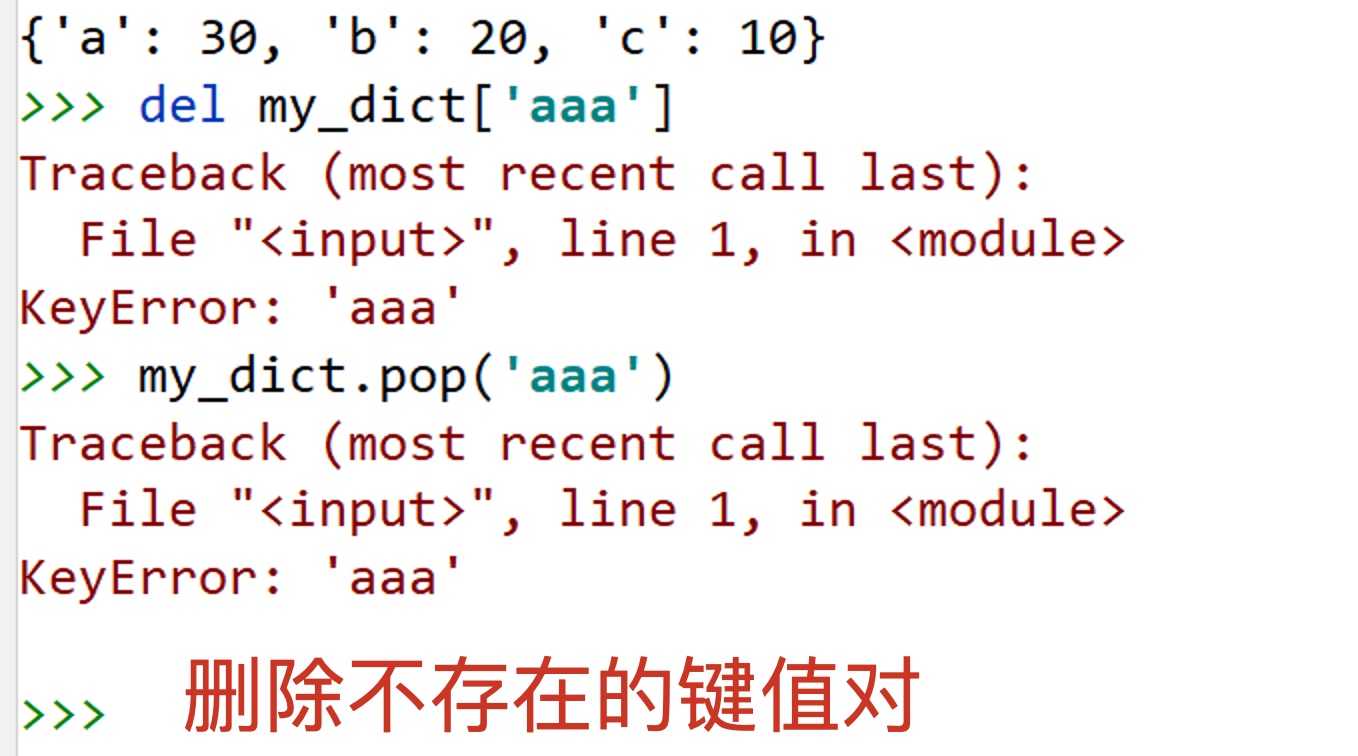 {'a': 30, 'b': 20, 'c': 10}
>>> del my_dict['aaa']
Traceback (most recent call last):
  File "<input>", line 1, in <module>
KeyError: 'aaa'
>>> my_dict.pop('aaa')
Traceback (most recent call last):
  File "<input>", line 1, in <module>
KeyError: 'aaa'
>>> 删除不存在的键值对